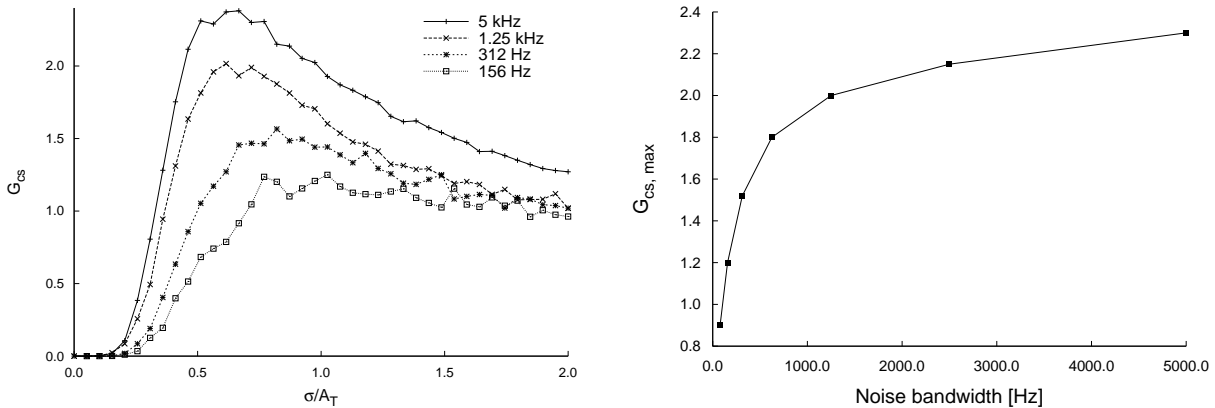 5 kHz
1.25 kHz
312 Hz
156 Hz
G_cs
2.0
1.5
1.0
0.5
0.0
0.0 0.5 1.0 1.5 2.0
σ/A_T
G_cs, max
2.4
2.2
2.0
1.8
1.6
1.4
1.2
1.0
0.8
0.0 1000.0 2000.0 3000.0 4000.0 5000.0
Noise bandwidth [Hz]